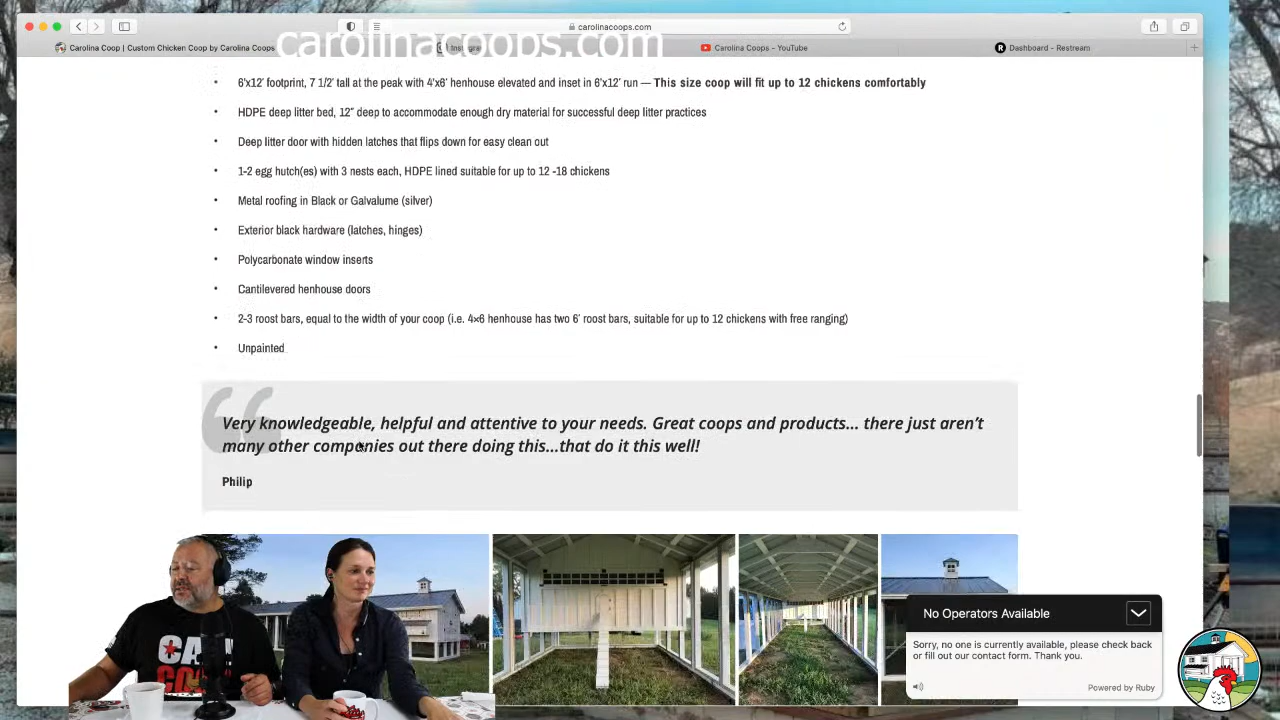 carolinacoops.com
Carolina Coop | Custom Chicken Coop by Carolina Coops
Carolina Coops - YouTube
Dashboard - Restream
carolinacoops.com
6'x12' footprint, 7 1/2' tall at the peak with 4'x6' henhouse elevated and inset in 6'x12' run — This size coop will fit up to 12 chickens comfortably
HDPE deep litter bed, 12" deep to accommodate enough dry material for successful deep litter practices
Deep litter door with hidden latches that flips down for easy clean out
1-2 egg hutch(es) with 3 nests each, HDPE lined suitable for up to 12 -18 chickens
Metal roofing in Black or Galvalume (silver)
Exterior black hardware (latches, hinges)
Polycarbonate window inserts
Cantilevered henhouse doors
2-3 roost bars, equal to the width of your coop (i.e. 4×6 henhouse has two 6' roost bars, suitable for up to 12 chickens with free ranging)
Unpainted
Very knowledgeable, helpful and attentive to your needs. Great coops and products... there just aren't
many other companies out there doing this...that do it this well!
Philip
No Operators Available
Sorry, no one is currently available, please check back
or fill out our contact form. Thank you.
Powered by Ruby